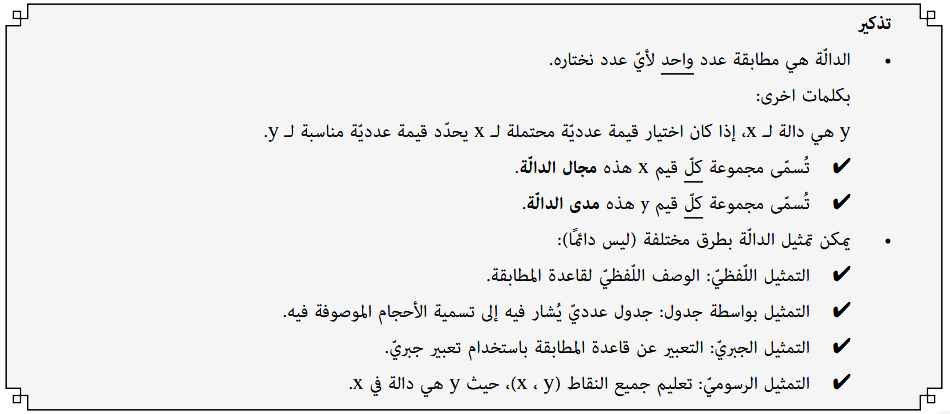 تذكير
• الدالّة هي مطابقة عدد واحد لأيّ عدد نختاره.
بكلمات اخرى:
y هي دالة لـ x، إذا كان اختيار قيمة عدديّة محتملة لـ x يحدّد قيمة عدديّة مناسبة لـ y.
✔ تُسمّى مجموعة كلّ قيم x هذه مجال الدالّة.
✔ تُسمّى مجموعة كلّ قيم y هذه مدى الدالّة.
• يمكن تمثيل الدالّة بطرق مختلفة (ليس دائمًا):
✔ التمثيل اللّفظيّ: الوصف اللّفظيّ لقاعدة المطابقة.
✔ التمثيل بواسطة جدول: جدول عدديّ يُشار فيه إلى تسمية الأحجام الموصوفة فيه.
✔ التمثيل الجبريّ: التعبير عن قاعدة المطابقة باستخدام تعبير جبريّ.
✔ التمثيل الرسوميّ: تعليم جميع النقاط (x ، y)، حيث y هي دالة في x.